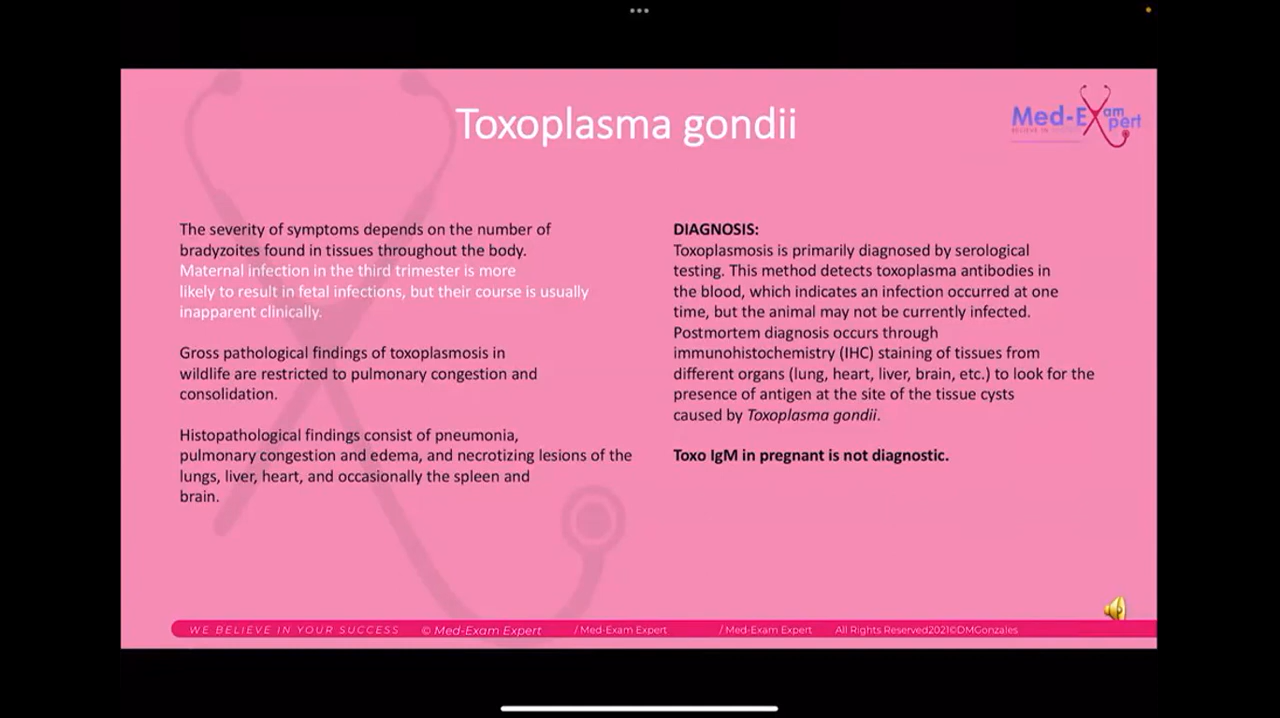 Toxoplasma gondii
Med-Exam
pert
The severity of symptoms depends on the number of
bradyzoites found in tissues throughout the body.
Maternal infection in the third trimester is more
likely to result in fetal infections, but their course is usually
inapparent clinically.
Gross pathological findings of toxoplasmosis in
wildlife are restricted to pulmonary congestion and
consolidation.
Histopathological findings consist of pneumonia,
pulmonary congestion and edema, and necrotizing lesions of the
lungs, liver, heart, and occasionally the spleen and
brain.
DIAGNOSIS:
Toxoplasmosis is primarily diagnosed by serological
testing. This method detects toxoplasma antibodies in
the blood, which indicates an infection occurred at one
time, but the animal may not be currently infected.
Postmortem diagnosis occurs through
immunohistochemistry (IHC) staining of tissues from
different organs (lung, heart, liver, brain, etc.) to look for the
presence of antigen at the site of the tissue cysts
caused by Toxoplasma gondii.
Toxo IgM in pregnant is not diagnostic.
WE BELIEVE IN YOUR SUCCESS © Med-Exam Expert / Med-Exam Expert / Med-Exam Expert All Rights Reserved2021©DMGonzales